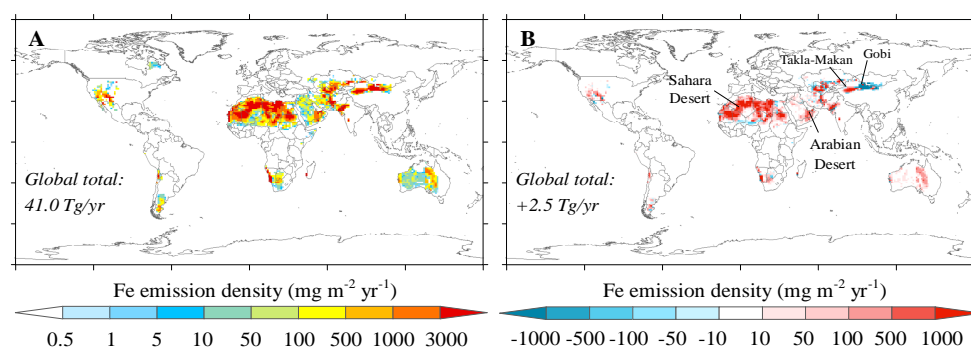 A
Global total:
41.0 Tg/yr
Fe emission density (mg m⁻² yr⁻¹)
0.5 1 5 10 50 100 500 1000 3000
B
Takla-Makan
Gobi
Sahara
Desert
Arabian
Desert
Global total:
+2.5 Tg/yr
Fe emission density (mg m⁻² yr⁻¹)
-1000 -500 -100 -50 -10 10 50 100 500 1000